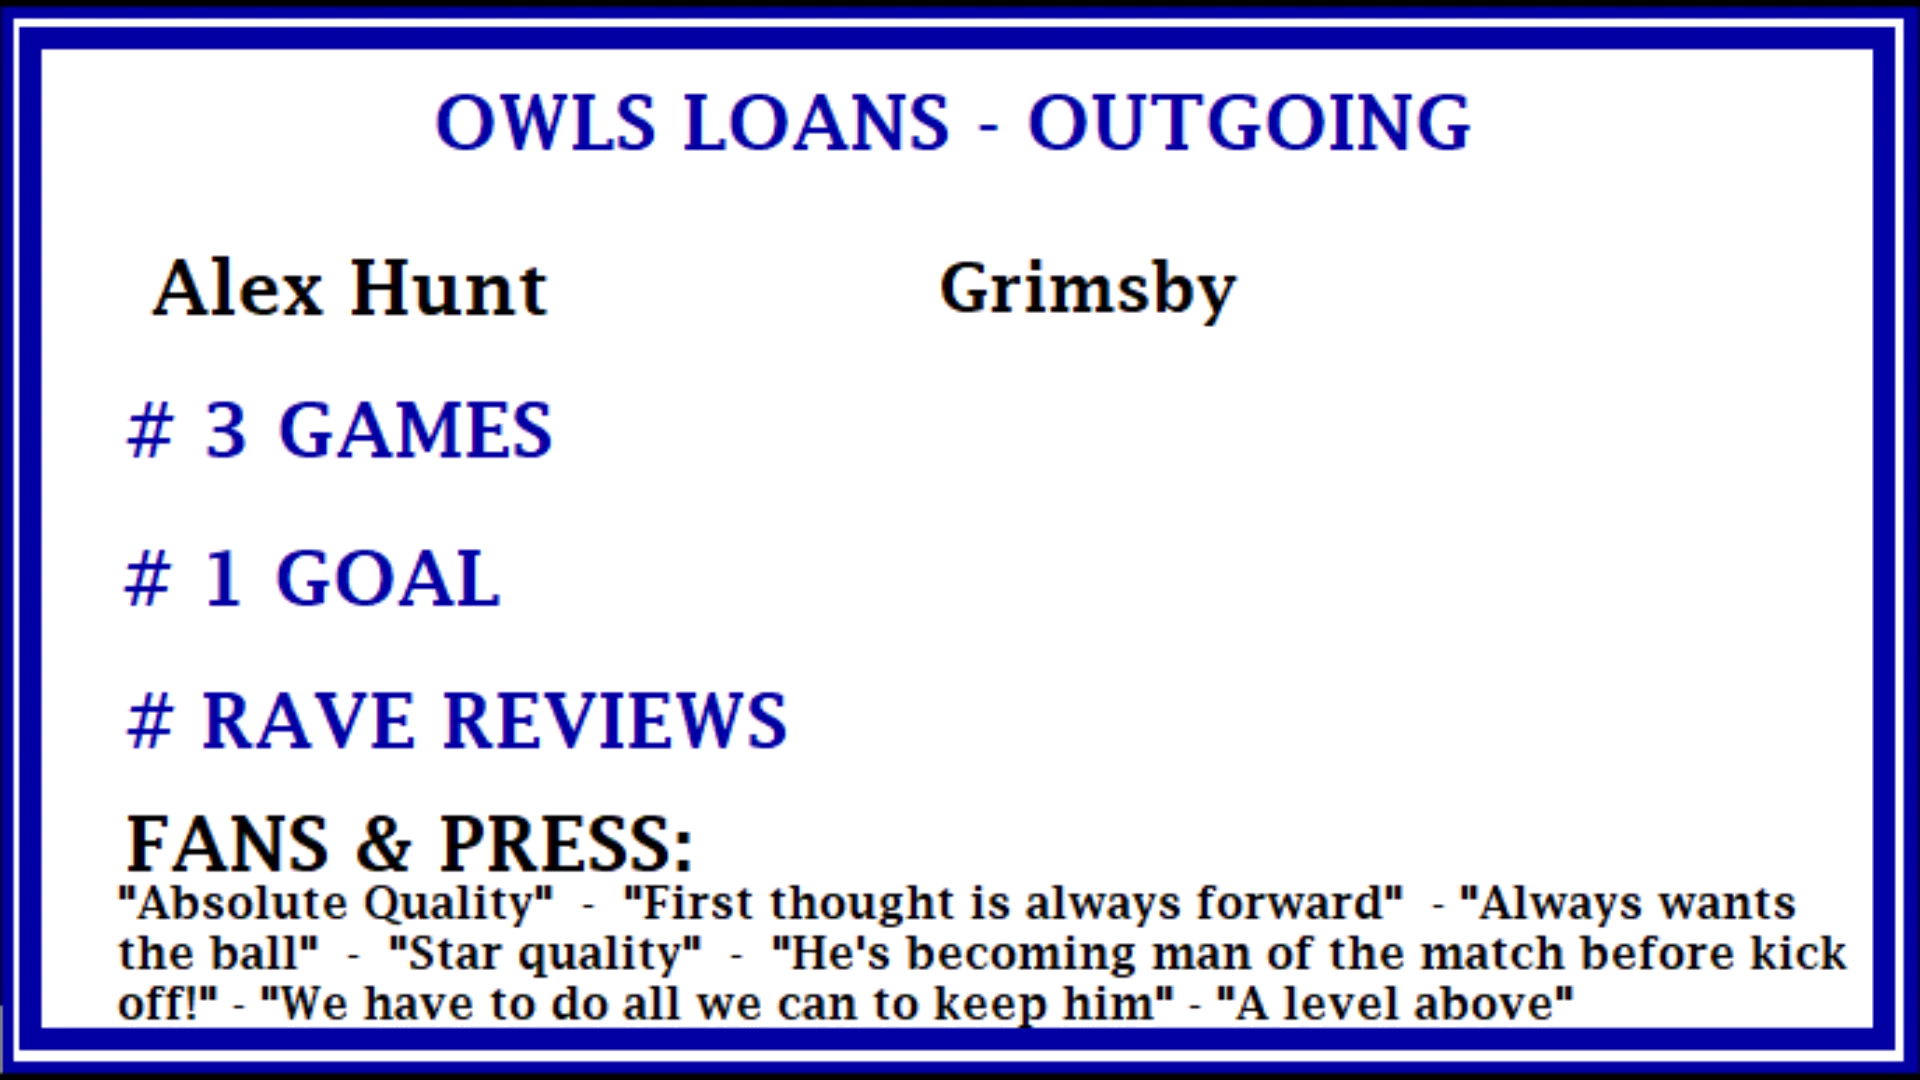 OWLS LOANS - OUTGOING
Alex Hunt Grimsby
# 3 GAMES
# 1 GOAL
# RAVE REVIEWS
FANS & PRESS:
"Absolute Quality" - "First thought is always forward" - "Always wants
the ball" - "Star quality" - "He's becoming man of the match before kick
off!" - "We have to do all we can to keep him" - "A level above"